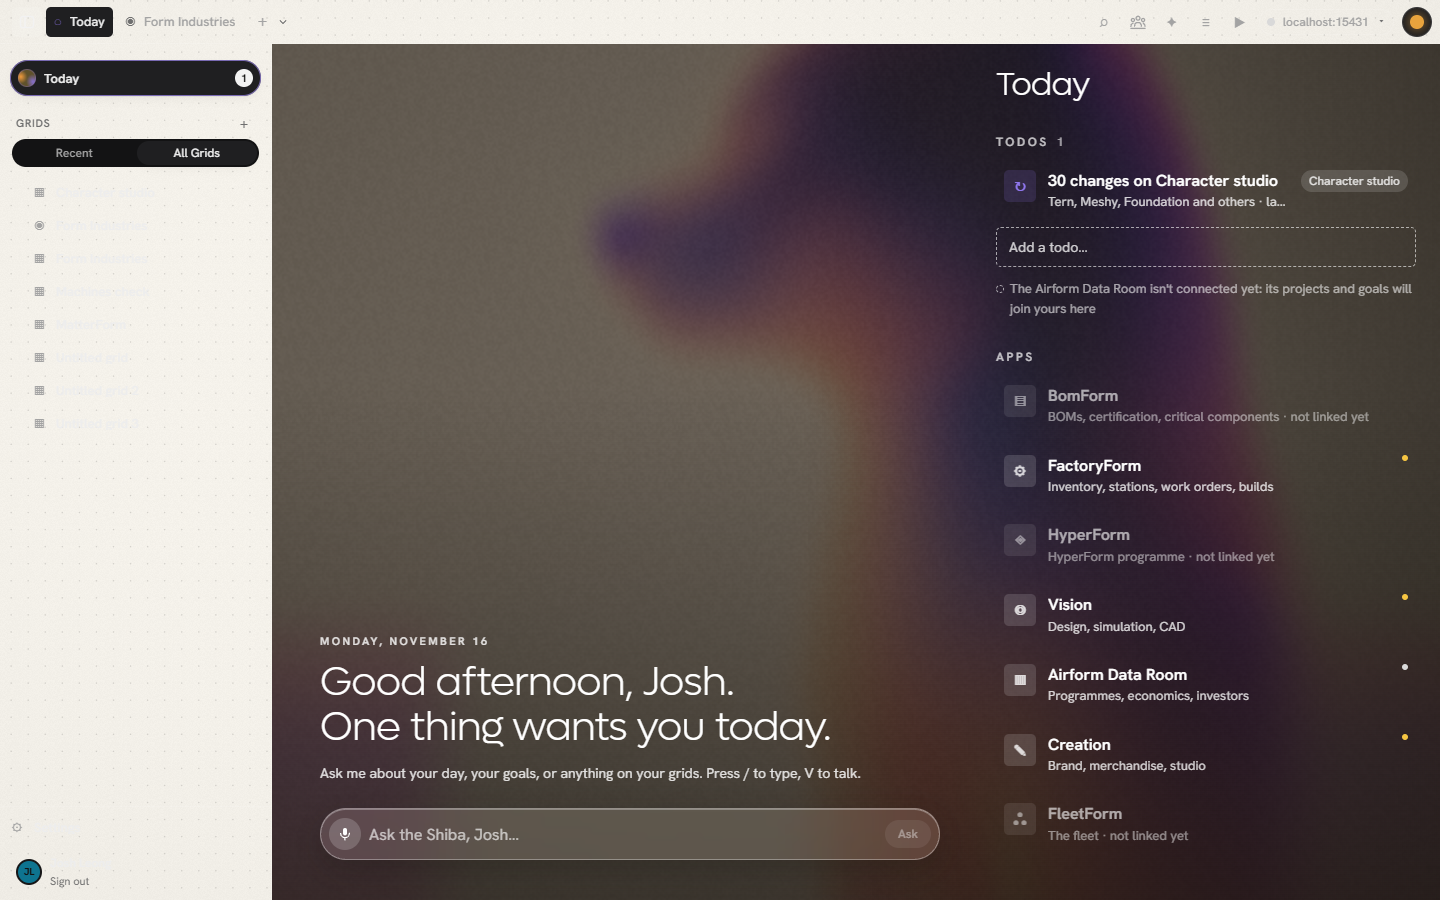 Today
Form Industries
localhost:15431
Today
1
GRIDS
Recent
All Grids
JL
Sign out
MONDAY, NOVEMBER 16
Good afternoon, Josh.
One thing wants you today.
Ask me about your day, your goals, or anything on your grids. Press / to type, V to talk.
Ask the Shiba, Josh...
Ask
Today
TODOS 1
30 changes on Character studio
Character studio
Tern, Meshy, Foundation and others · la...
Add a todo...
The Airform Data Room isn't connected yet: its projects and goals will
join yours here
APPS
BomForm
BOMs, certification, critical components · not linked yet
FactoryForm
Inventory, stations, work orders, builds
HyperForm
HyperForm programme · not linked yet
Vision
Design, simulation, CAD
Airform Data Room
Programmes, economics, investors
Creation
Brand, merchandise, studio
FleetForm
The fleet · not linked yet